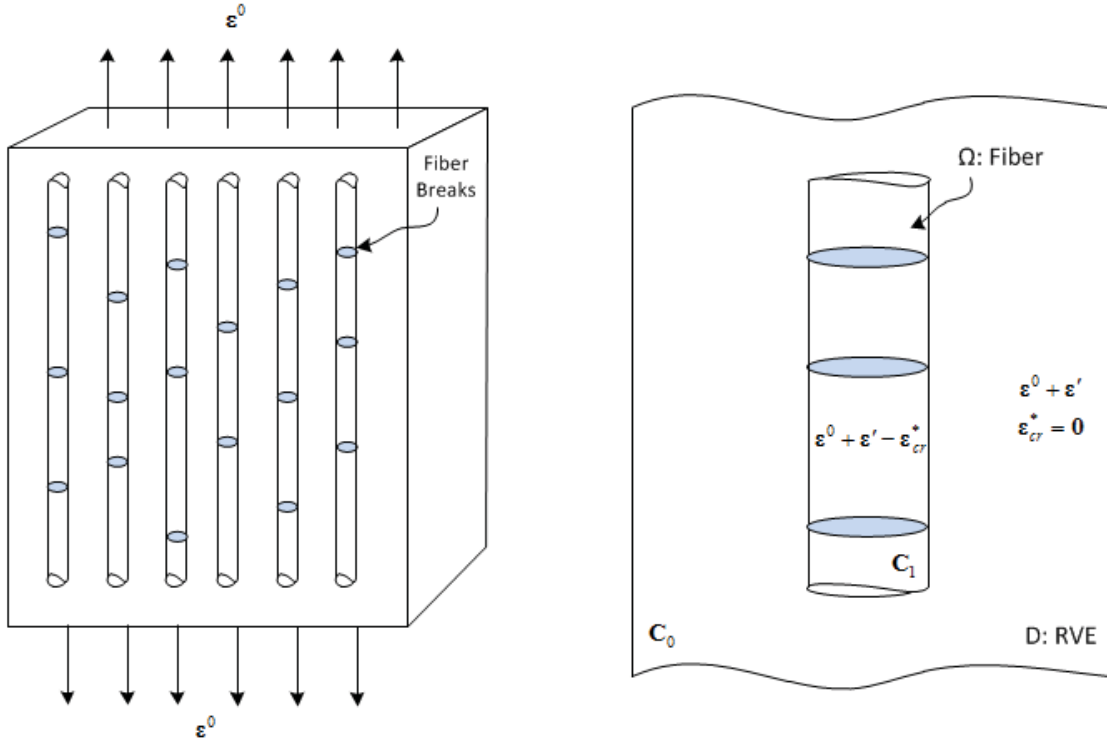 ε⁰
Fiber
Breaks
ε⁰
Ω: Fiber
ε⁰ + ε′
ε*cr = 0
ε⁰ + ε′ − ε*cr
C₁
C₀
D: RVE